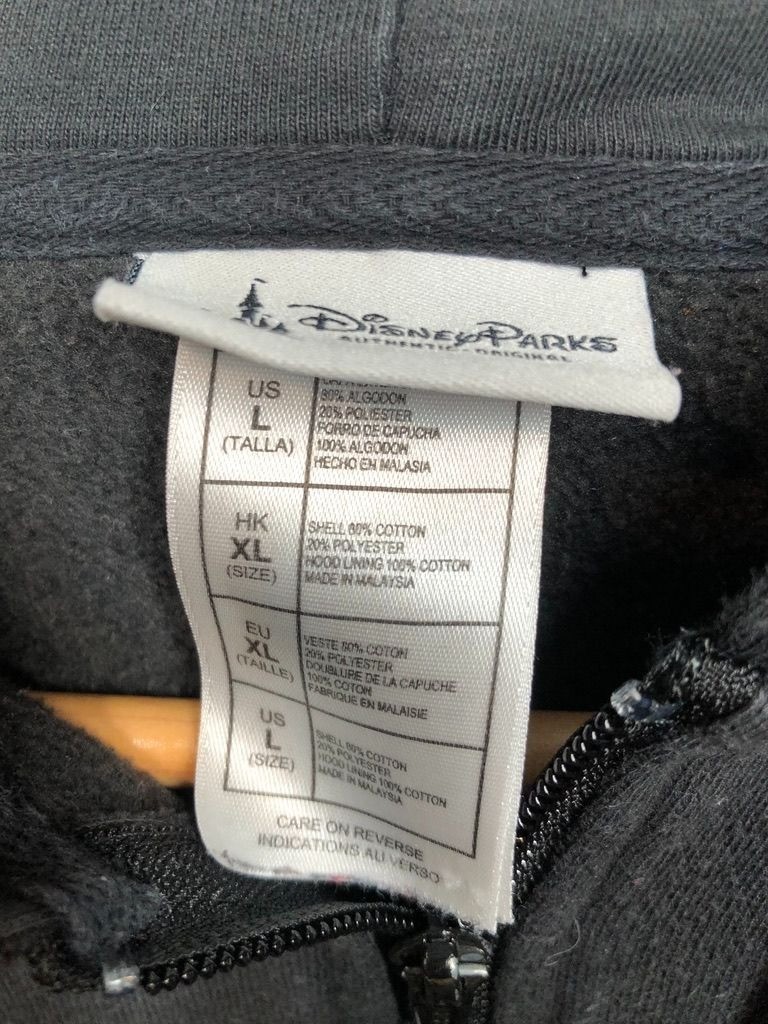 Disney Parks
AUTHENTIC ORIGINAL
US
L
(TALLA)
80% ALGODON
20% POLIESTER
FORRO DE CAPUCHA
100% ALGODON
HECHO EN MALASIA
HK
XL
(SIZE)
SHELL 80% COTTON
20% POLYESTER
HOOD LINING 100% COTTON
MADE IN MALAYSIA
EU
XL
(TAILLE)
VESTE 80% COTON
20% POLYESTER
DOUBLURE DE LA CAPUCHE
100% COTON
FABRIQUE EN MALAISIE
US
L
(SIZE)
SHELL 80% COTTON
20% POLYESTER
HOOD LINING 100% COTTON
MADE IN MALAYSIA
CARE ON REVERSE
INDICATIONS AU VERSO